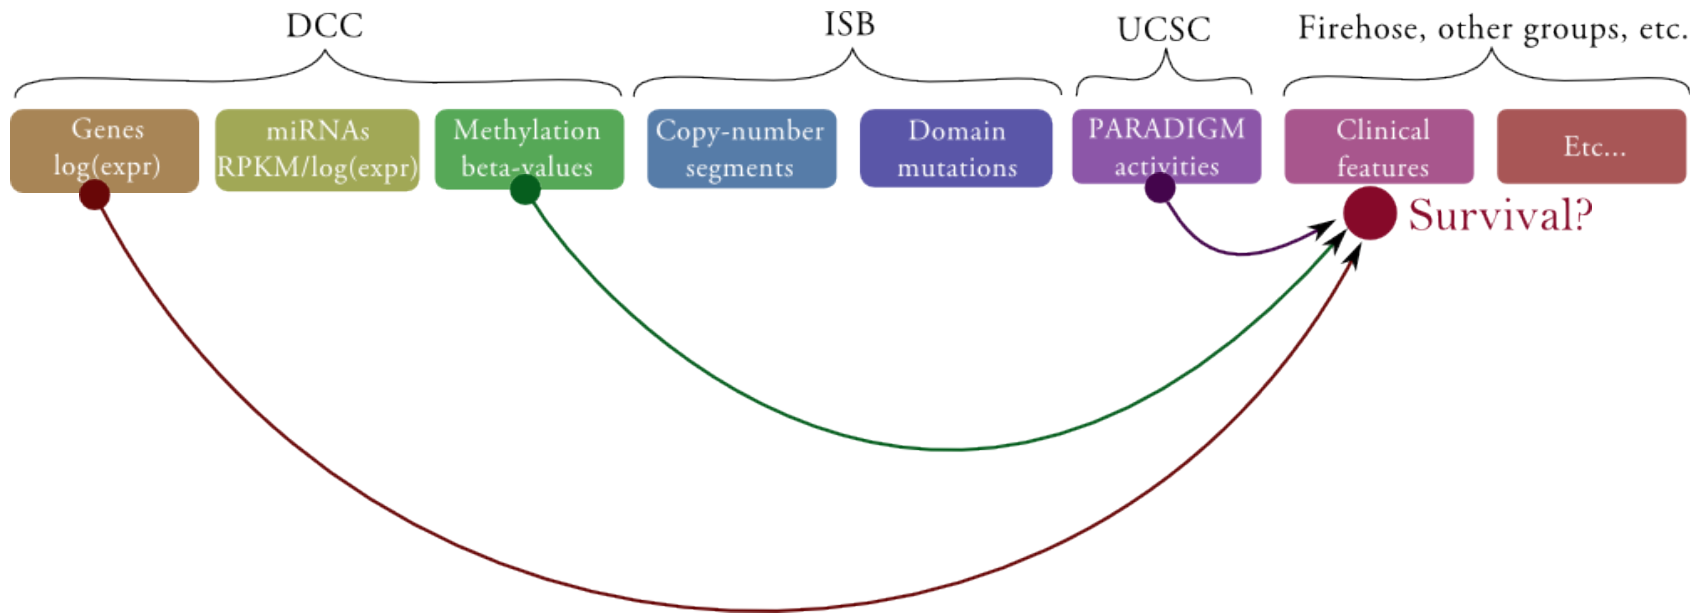 DCC
ISB
UCSC
Firehose, other groups, etc.
Genes
log(expr)
miRNAs
RPKM/log(expr)
Methylation
beta-values
Copy-number
segments
Domain
mutations
PARADIGM
activities
Clinical
features
Etc...
Survival?